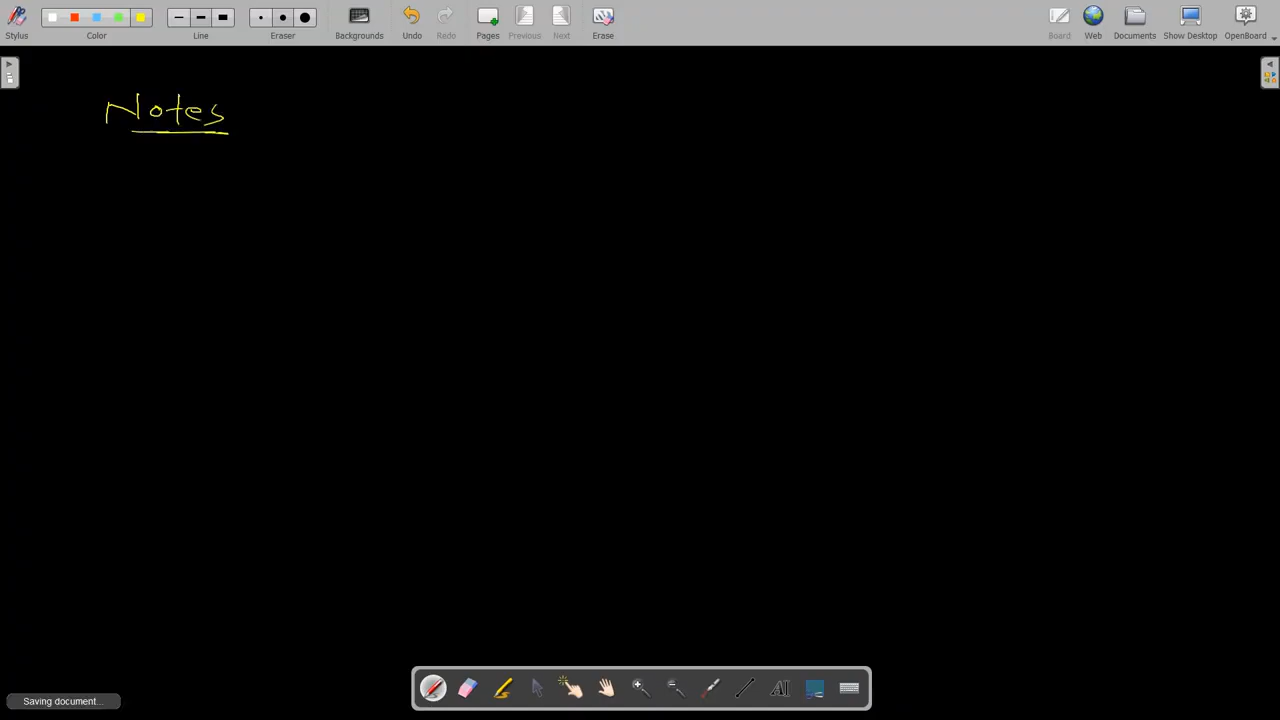 Stylus Color Line Eraser Backgrounds Undo Redo Pages Previous Next Erase Board Web Documents Show Desktop OpenBoard
Notes
AI
Saving document...